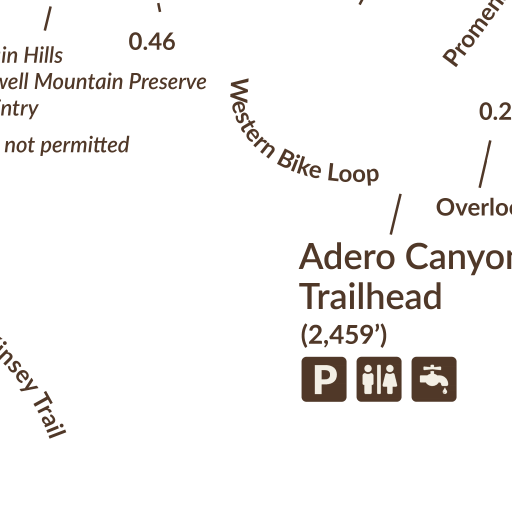 0.46
in Hills
well Mountain Preserve
ntry
not permitted
Western Bike Loop
Promen
0.2
Overloo
Adero Canyon
Trailhead
(2,459’)
P
insey Trail